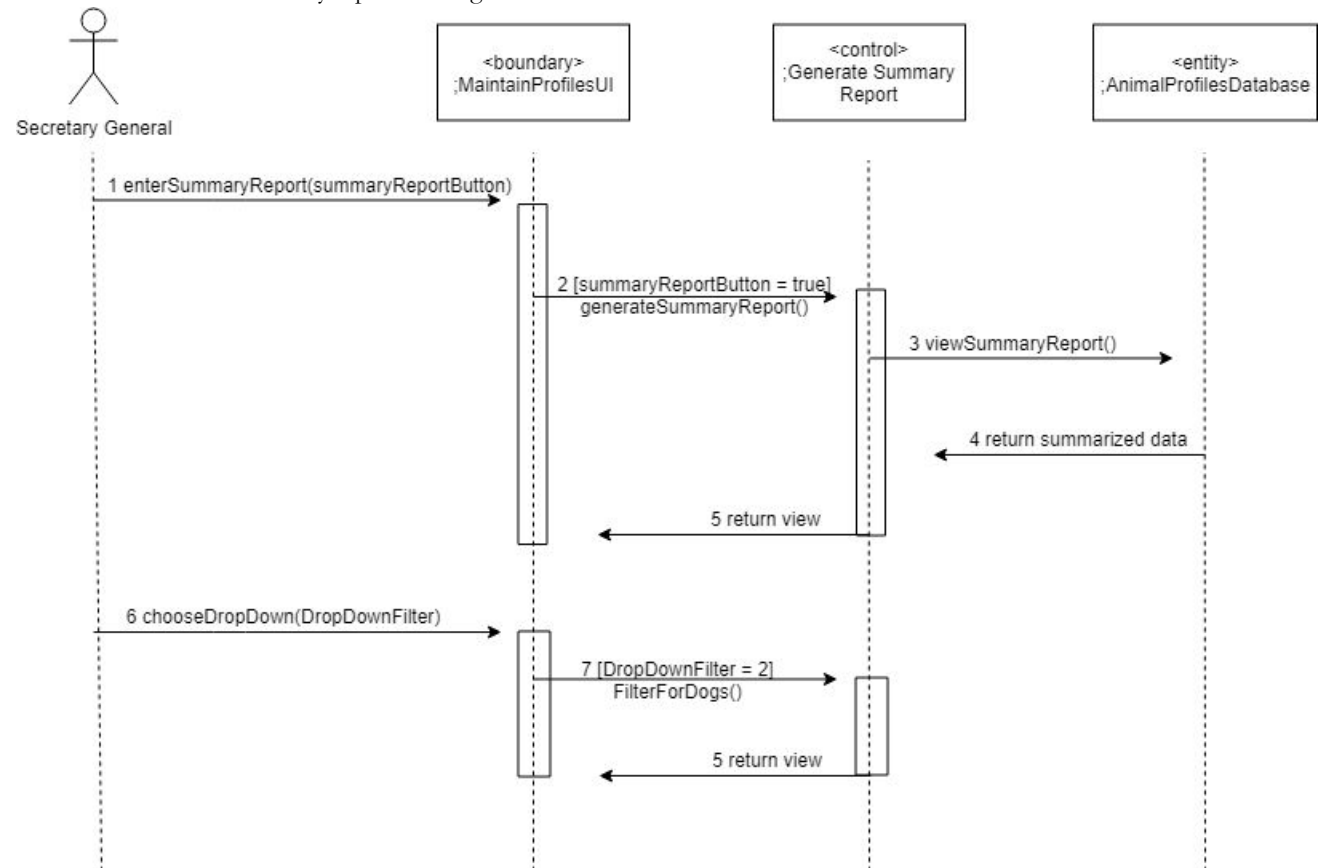 <boundary>
;MaintainProfilesUI
<control>
;Generate Summary
Report
<entity>
;AnimalProfilesDatabase
Secretary General
1 enterSummaryReport(summaryReportButton)
2 [summaryReportButton = true]
generateSummaryReport()
3 viewSummaryReport()
4 return summarized data
5 return view
6 chooseDropDown(DropDownFilter)
7 [DropDownFilter = 2]
FilterForDogs()
5 return view